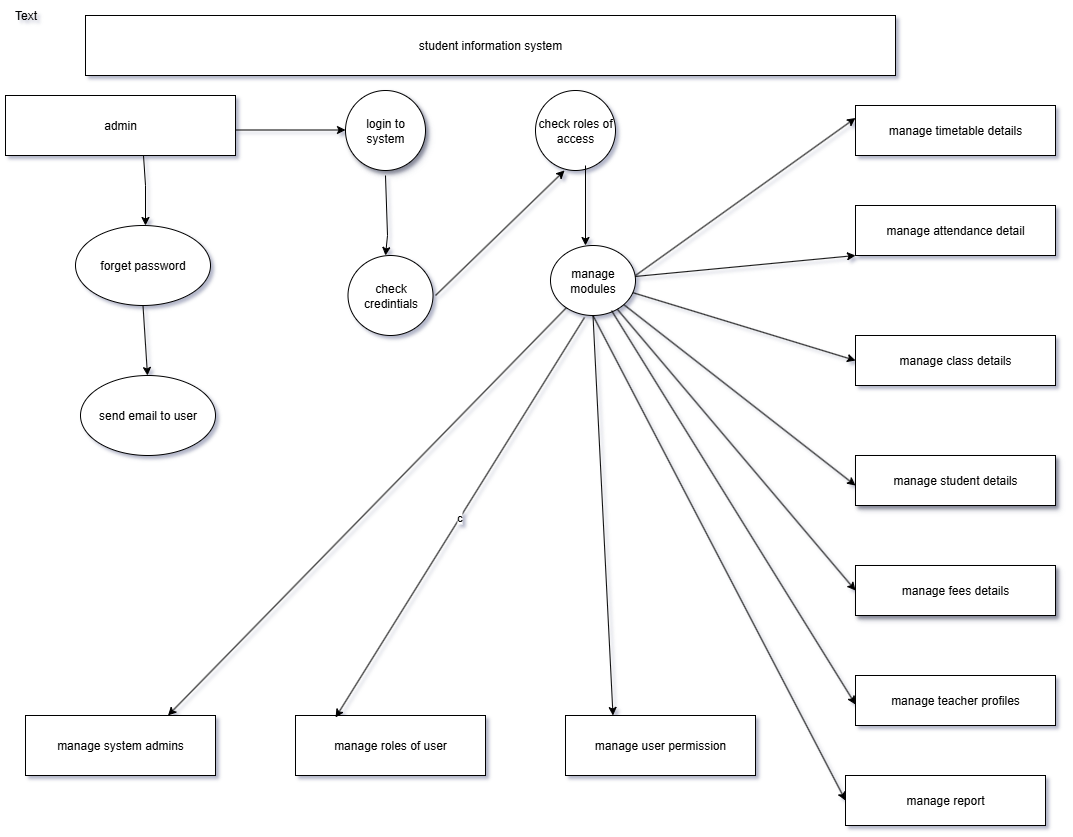 Text
student information system
admin
login to
system
check roles of
access
manage timetable details
manage attendance detail
forget password
manage
modules
check
credintials
manage class details
send email to user
manage student details
c
manage fees details
manage teacher profiles
manage system admins
manage roles of user
manage user permission
manage report